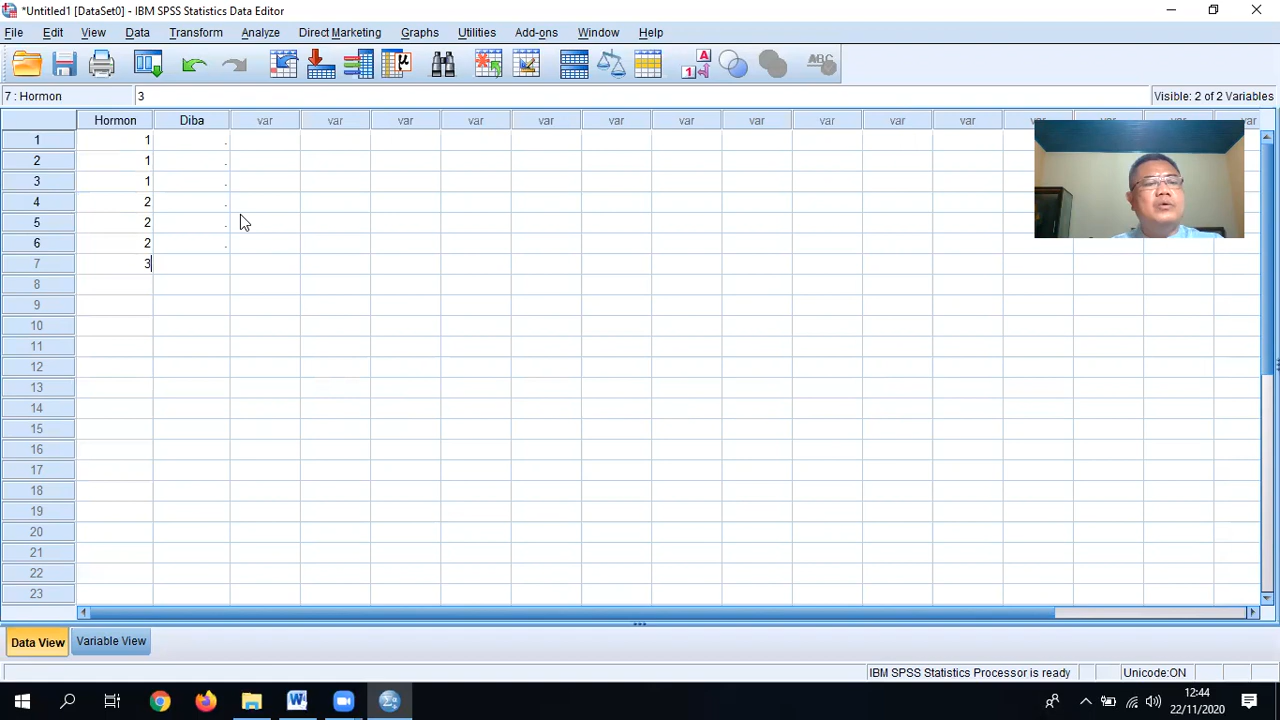 *Untitled1 [DataSet0] - IBM SPSS Statistics Data Editor
File Edit View Data Transform Analyze Direct Marketing Graphs Utilities Add-ons Window Help
7 : Hormon 3 Visible: 2 of 2 Variables
Hormon Diba var var var var var var var var var var var var var var var
1 1 .
2 1 .
3 1 .
4 2 .
5 2 .
6 2 .
7 3
8
9
10
11
12
13
14
15
16
17
18
19
20
21
22
23
Data View Variable View
IBM SPSS Statistics Processor is ready Unicode:ON
12:44
22/11/2020